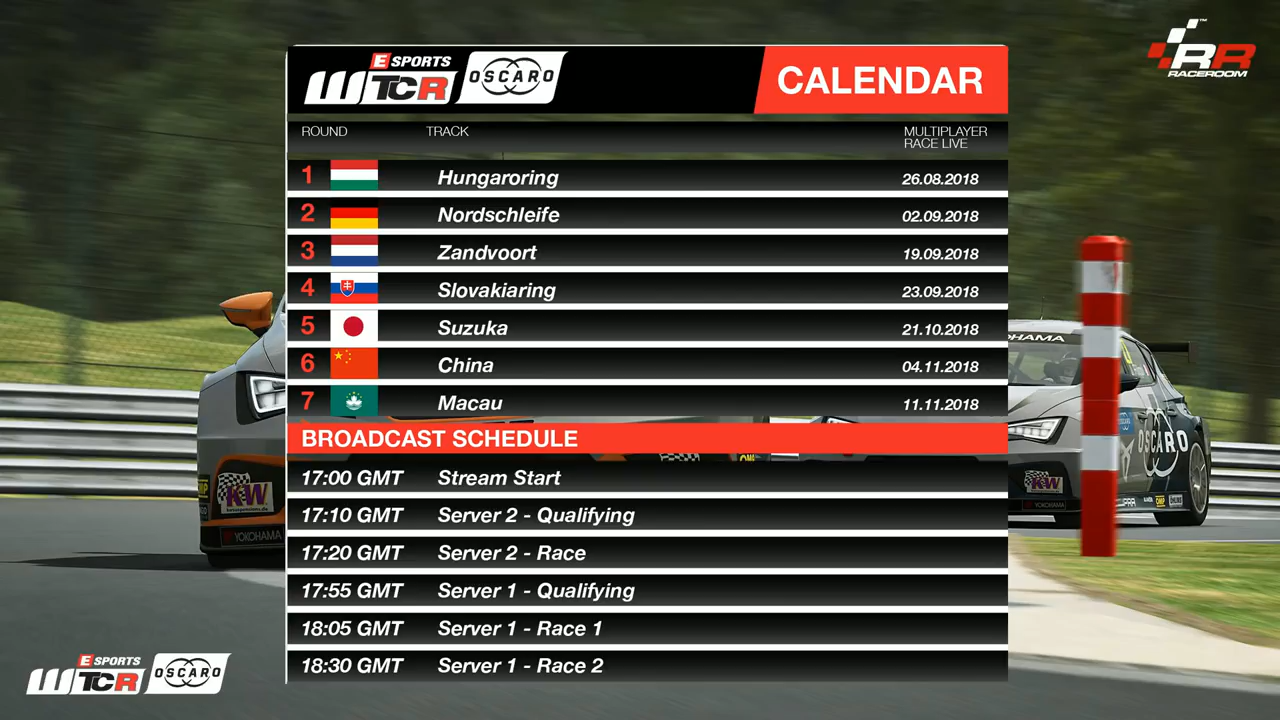 E SPORTS
WTCR OSCARO
CALENDAR
RR
RACEROOM
ROUND TRACK MULTIPLAYER
RACE LIVE
1 Hungaroring 26.08.2018
2 Nordschleife 02.09.2018
3 Zandvoort 19.09.2018
4 Slovakiaring 23.09.2018
5 Suzuka 21.10.2018
6 China 04.11.2018
7 Macau 11.11.2018
BROADCAST SCHEDULE
17:00 GMT Stream Start
17:10 GMT Server 2 - Qualifying
17:20 GMT Server 2 - Race
17:55 GMT Server 1 - Qualifying
18:05 GMT Server 1 - Race 1
18:30 GMT Server 1 - Race 2
KW
YOKOHAMA
OHAMA
OSCARO
KW
OMP
E SPORTS
WTCR OSCARO